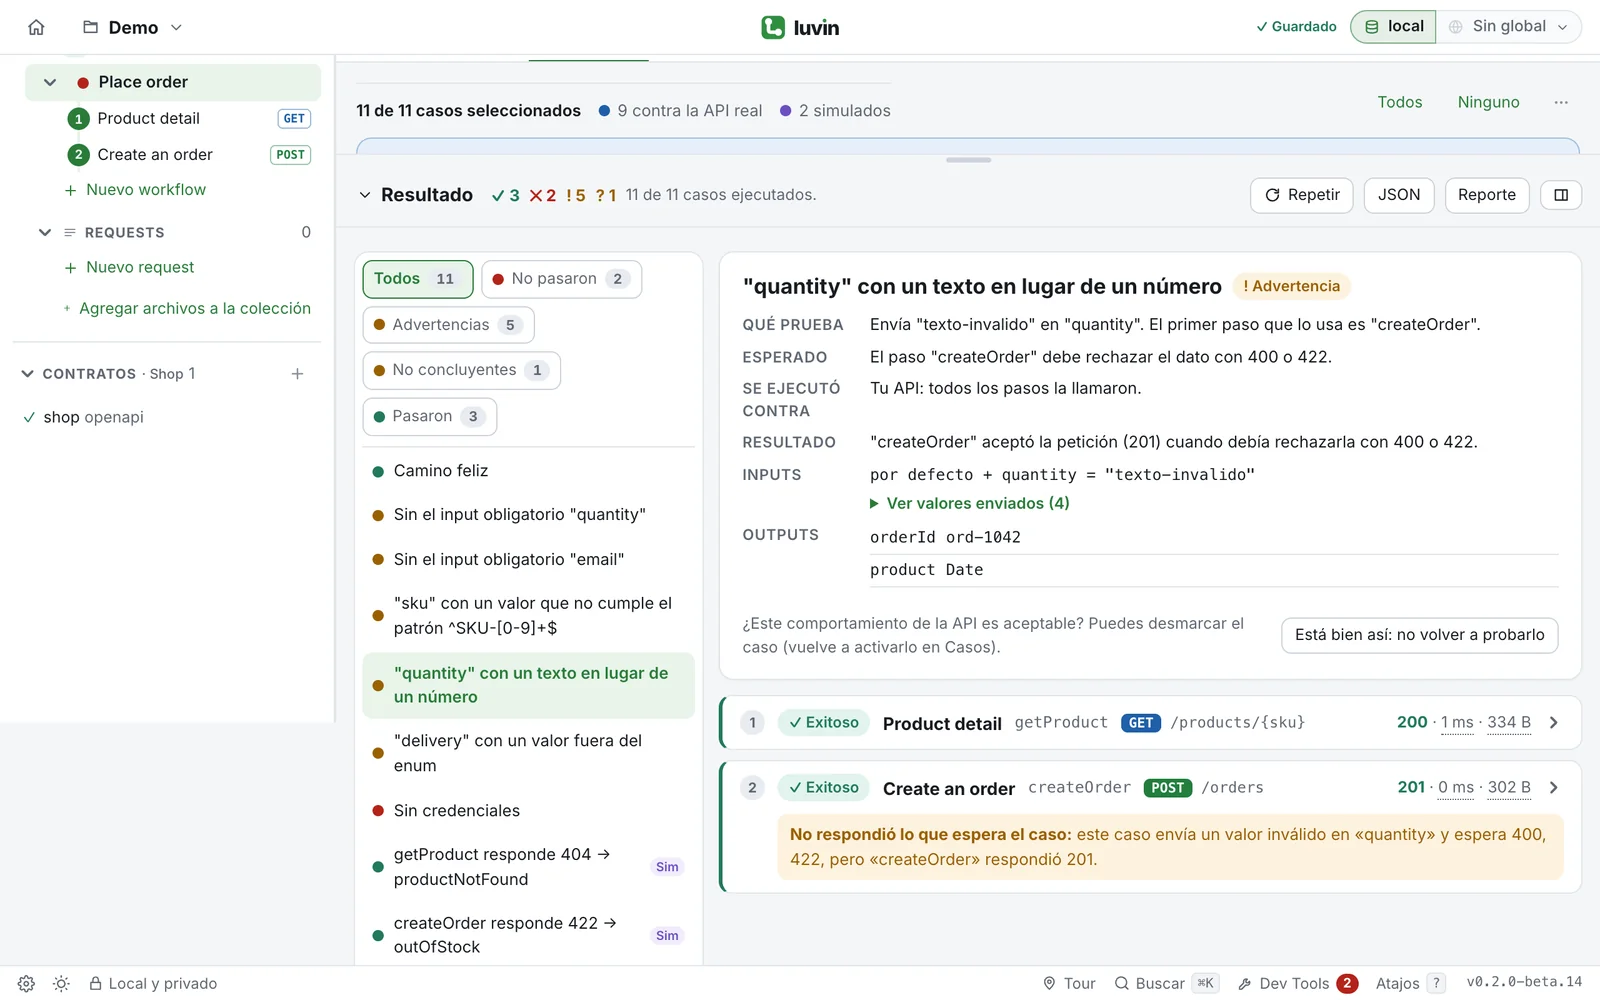 Demo
luvin
✓ Guardado
local
Sin global
Place order
1 Product detail GET
2 Create an order POST
+ Nuevo workflow
REQUESTS 0
+ Nuevo request
+ Agregar archivos a la colección
CONTRATOS · Shop 1 +
✓ shop openapi
11 de 11 casos seleccionados 9 contra la API real 2 simulados
Todos Ninguno ...
Resultado ✓ 3 ✕ 2 ! 5 ? 1 11 de 11 casos ejecutados.
Repetir JSON Reporte
Todos 11 No pasaron 2
Advertencias 5
No concluyentes 1
Pasaron 3
Camino feliz
Sin el input obligatorio "quantity"
Sin el input obligatorio "email"
"sku" con un valor que no cumple el
patrón ^SKU-[0-9]+$
"quantity" con un texto en lugar de
un número
"delivery" con un valor fuera del
enum
Sin credenciales
getProduct responde 404 →
productNotFound
Sim
createOrder responde 422 →
outOfStock
Sim
"quantity" con un texto en lugar de un número ! Advertencia
QUÉ PRUEBA Envía "texto-invalido" en "quantity". El primer paso que lo usa es "createOrder".
ESPERADO El paso "createOrder" debe rechazar el dato con 400 o 422.
SE EJECUTÓ Tu API: todos los pasos la llamaron.
CONTRA
RESULTADO "createOrder" aceptó la petición (201) cuando debía rechazarla con 400 o 422.
INPUTS por defecto + quantity = "texto-invalido"
Ver valores enviados (4)
OUTPUTS orderId ord-1042
product Date
¿Este comportamiento de la API es aceptable? Puedes desmarcar el
caso (vuelve a activarlo en Casos).
Está bien así: no volver a probarlo
1 ✓ Exitoso Product detail getProduct GET /products/{sku} 200 · 1 ms · 334 B
2 ✓ Exitoso Create an order createOrder POST /orders 201 · 0 ms · 302 B
No respondió lo que espera el caso: este caso envía un valor inválido en «quantity» y espera 400,
422, pero «createOrder» respondió 201.
Local y privado
Tour Buscar ⌘K Dev Tools 2 Atajos ? v0.2.0-beta.14